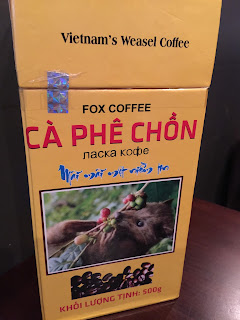 Vietnam's Weasel Coffee
FOX COFFEE
CÀ PHÊ CHỒN
ласка кофе
KHỐI LƯỢNG TỊNH: 500g